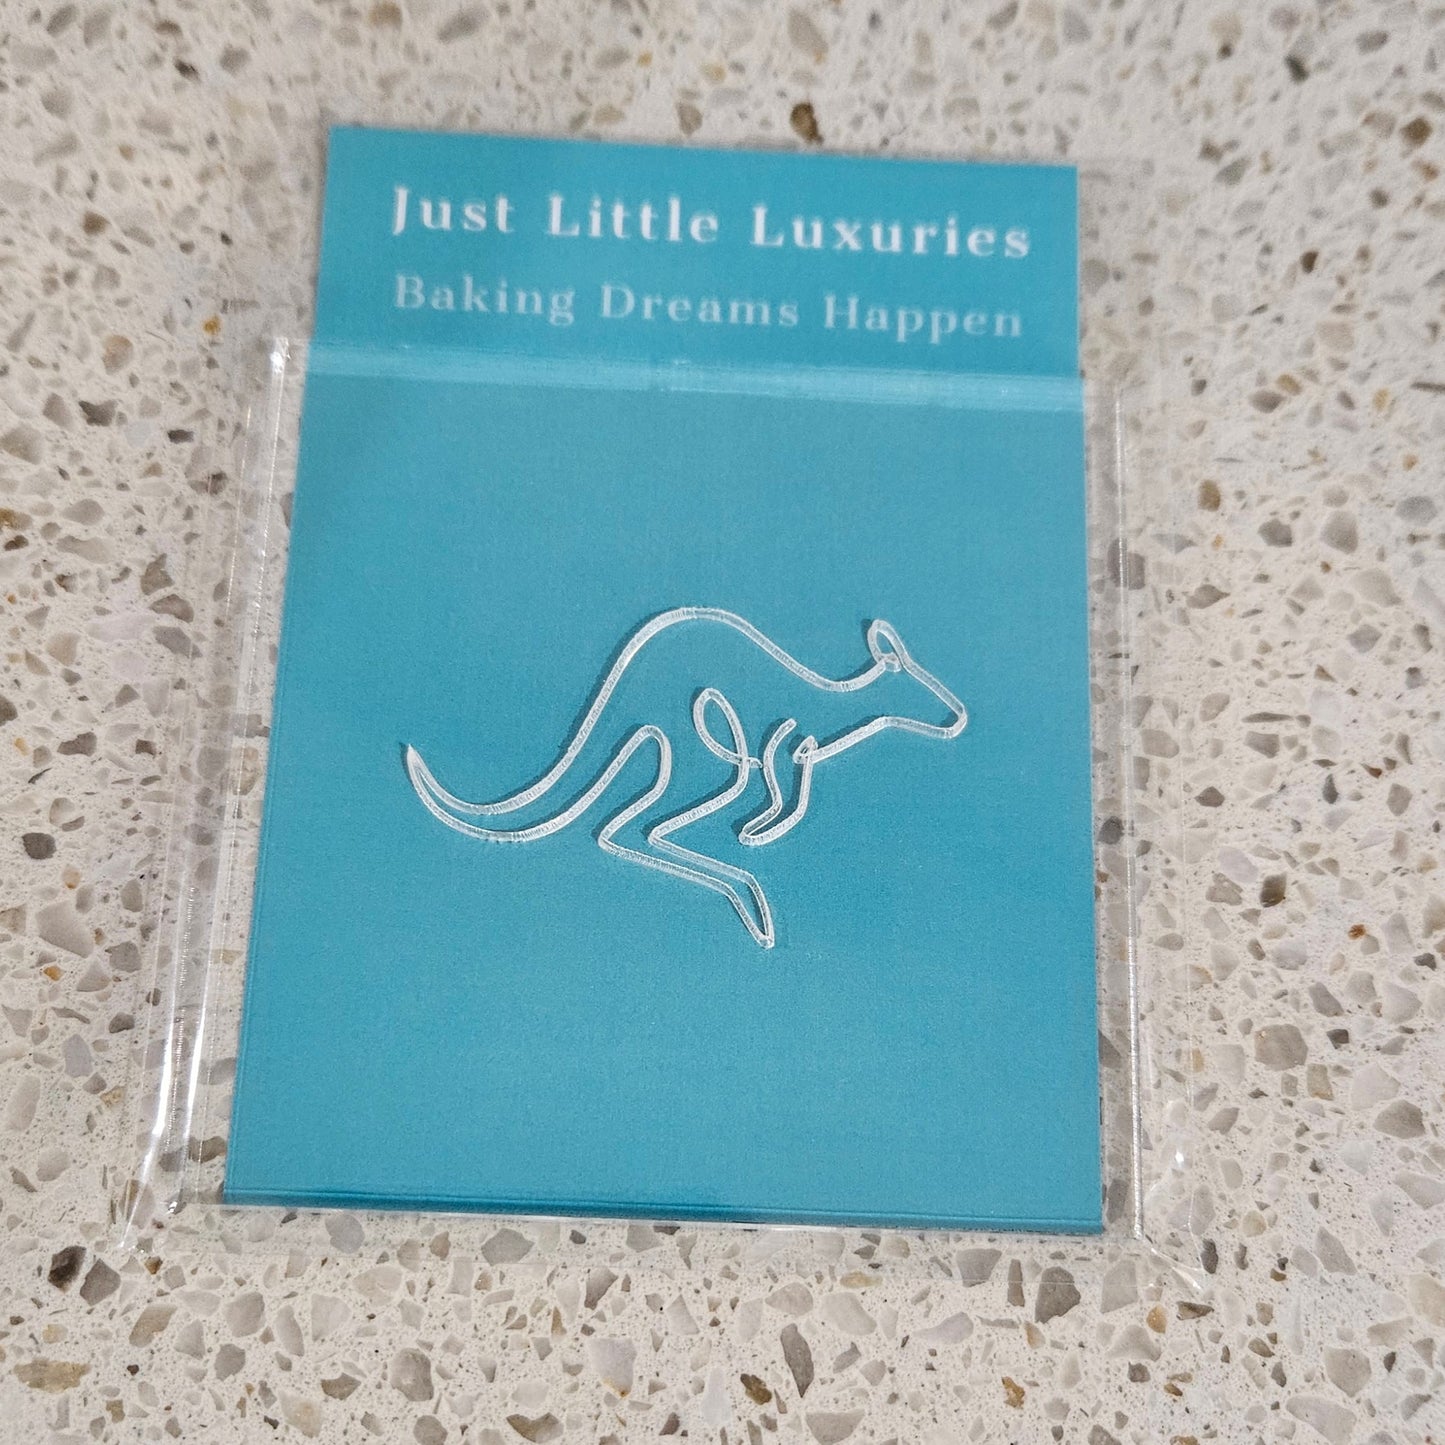 Just Little Luxuries
Baking Dreams Happen